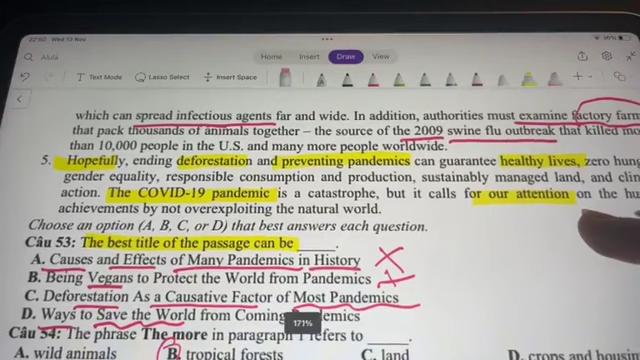 22:50 Wed 13 Nov
36%
Alulá
Home Insert Draw View
Text Mode Lasso Select Insert Space
which can spread infectious agents far and wide. In addition, authorities must examine factory farm
that pack thousands of animals together – the source of the 2009 swine flu outbreak that killed mo
than 10,000 people in the U.S. and many more people worldwide.
5. Hopefully, ending deforestation and preventing pandemics can guarantee healthy lives, zero hun
gender equality, responsible consumption and production, sustainably managed land, and clim
action. The COVID-19 pandemic is a catastrophe, but it calls for our attention on the hu
achievements by not overexploiting the natural world.
Choose an option (A, B, C, or D) that best answers each question.
Câu 53: The best title of the passage can be _____.
A. Causes and Effects of Many Pandemics in History
B. Being Vegans to Protect the World from Pandemics
C. Deforestation As a Causative Factor of Most Pandemics
D. Ways to Save the World from Coming demics
171%
Câu 54: The phrase The more in paragraph 1 refers to _____.
A. wild animals B. tropical forests C. land D. crops and housin